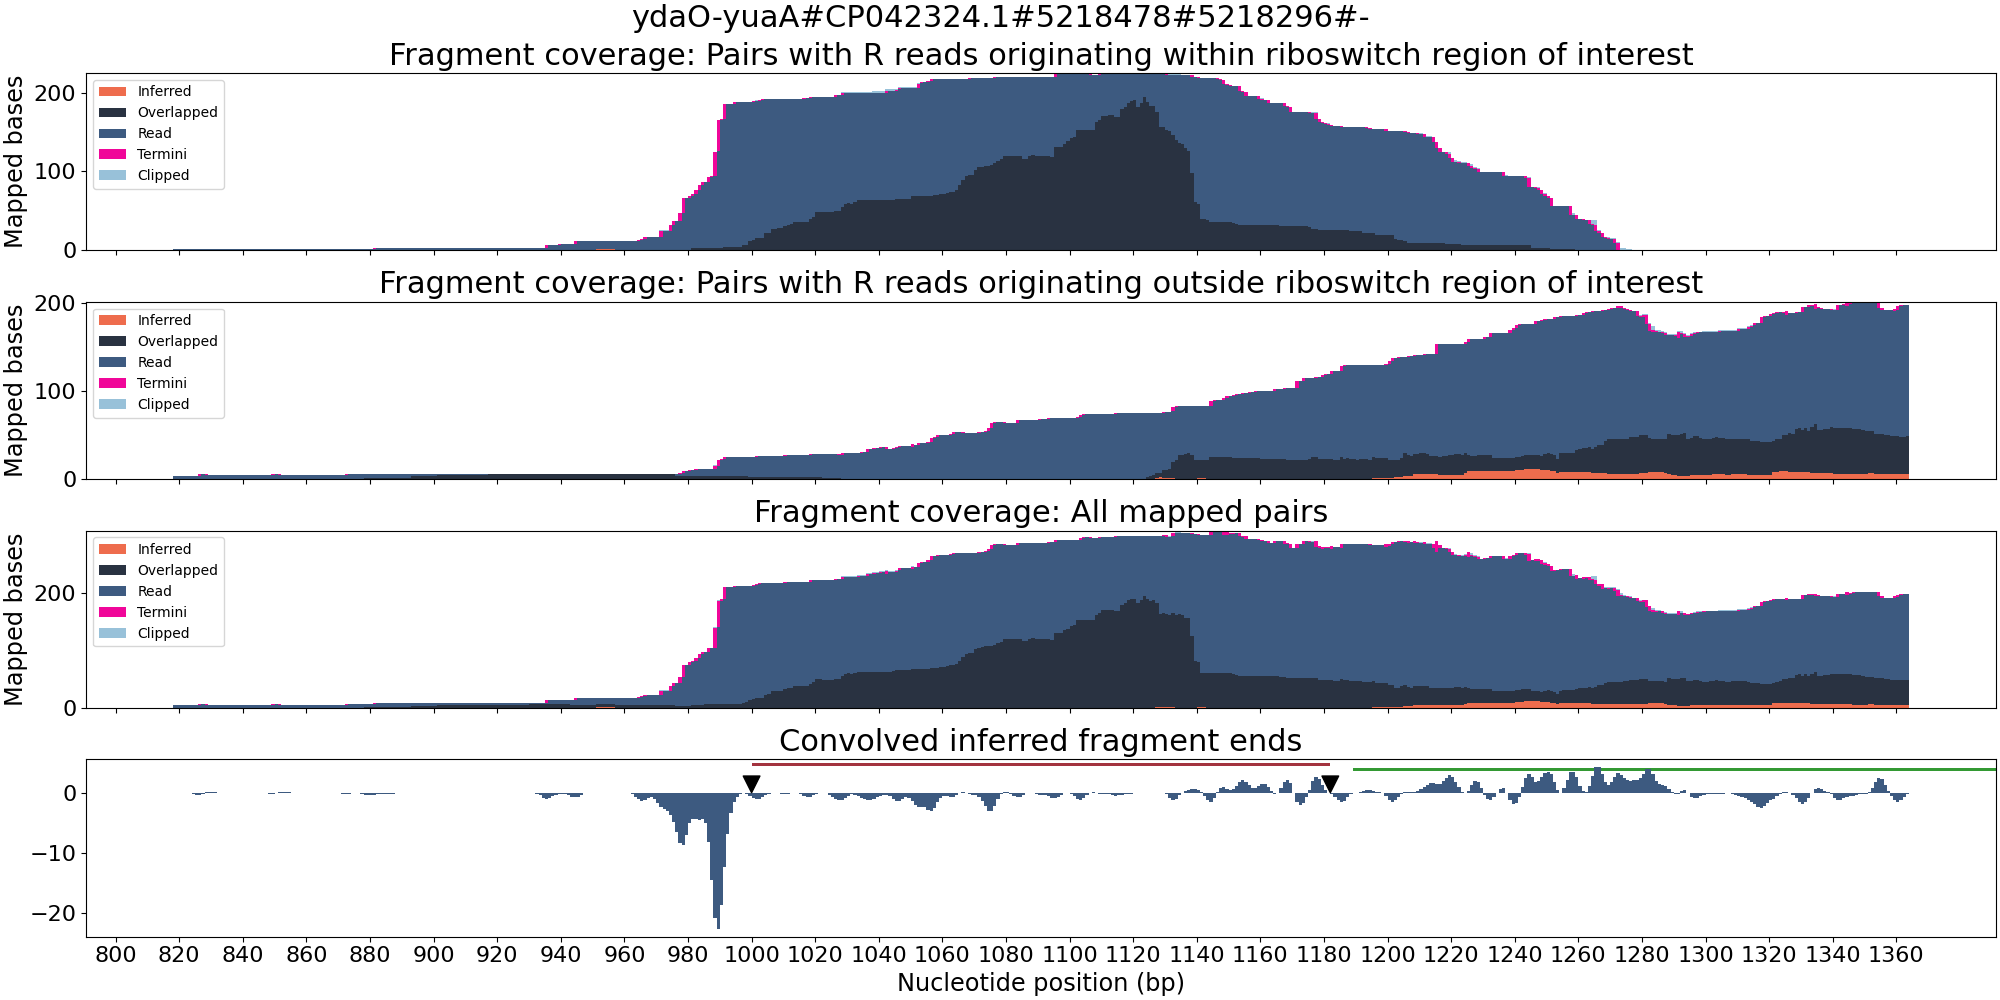 ydaO-yuaA#CP042324.1#5218478#5218296#-
Fragment coverage: Pairs with R reads originating within riboswitch region of interest
Mapped bases
200
100
0
Inferred
Overlapped
Read
Termini
Clipped
Fragment coverage: Pairs with R reads originating outside riboswitch region of interest
Mapped bases
200
100
0
Inferred
Overlapped
Read
Termini
Clipped
Fragment coverage: All mapped pairs
Mapped bases
200
0
Inferred
Overlapped
Read
Termini
Clipped
Convolved inferred fragment ends
0
−10
−20
800 820 840 860 880 900 920 940 960 980 1000 1020 1040 1060 1080 1100 1120 1140 1160 1180 1200 1220 1240 1260 1280 1300 1320 1340 1360
Nucleotide position (bp)